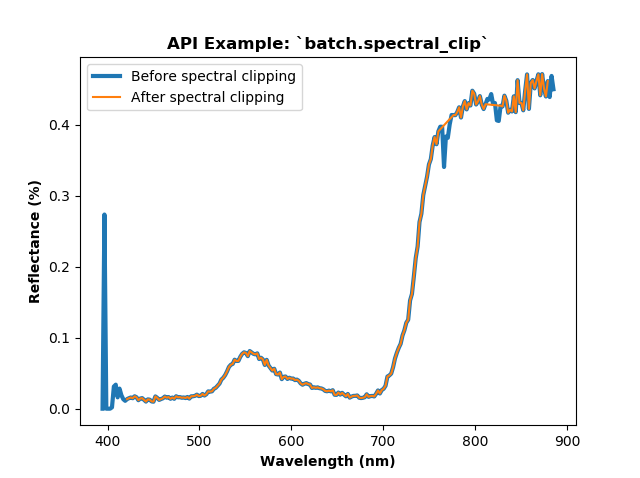 API Example: `batch.spectral_clip`
Before spectral clipping
After spectral clipping
0.4
0.3
0.2
0.1
0.0
Reflectance (%)
400 500 600 700 800 900
Wavelength (nm)